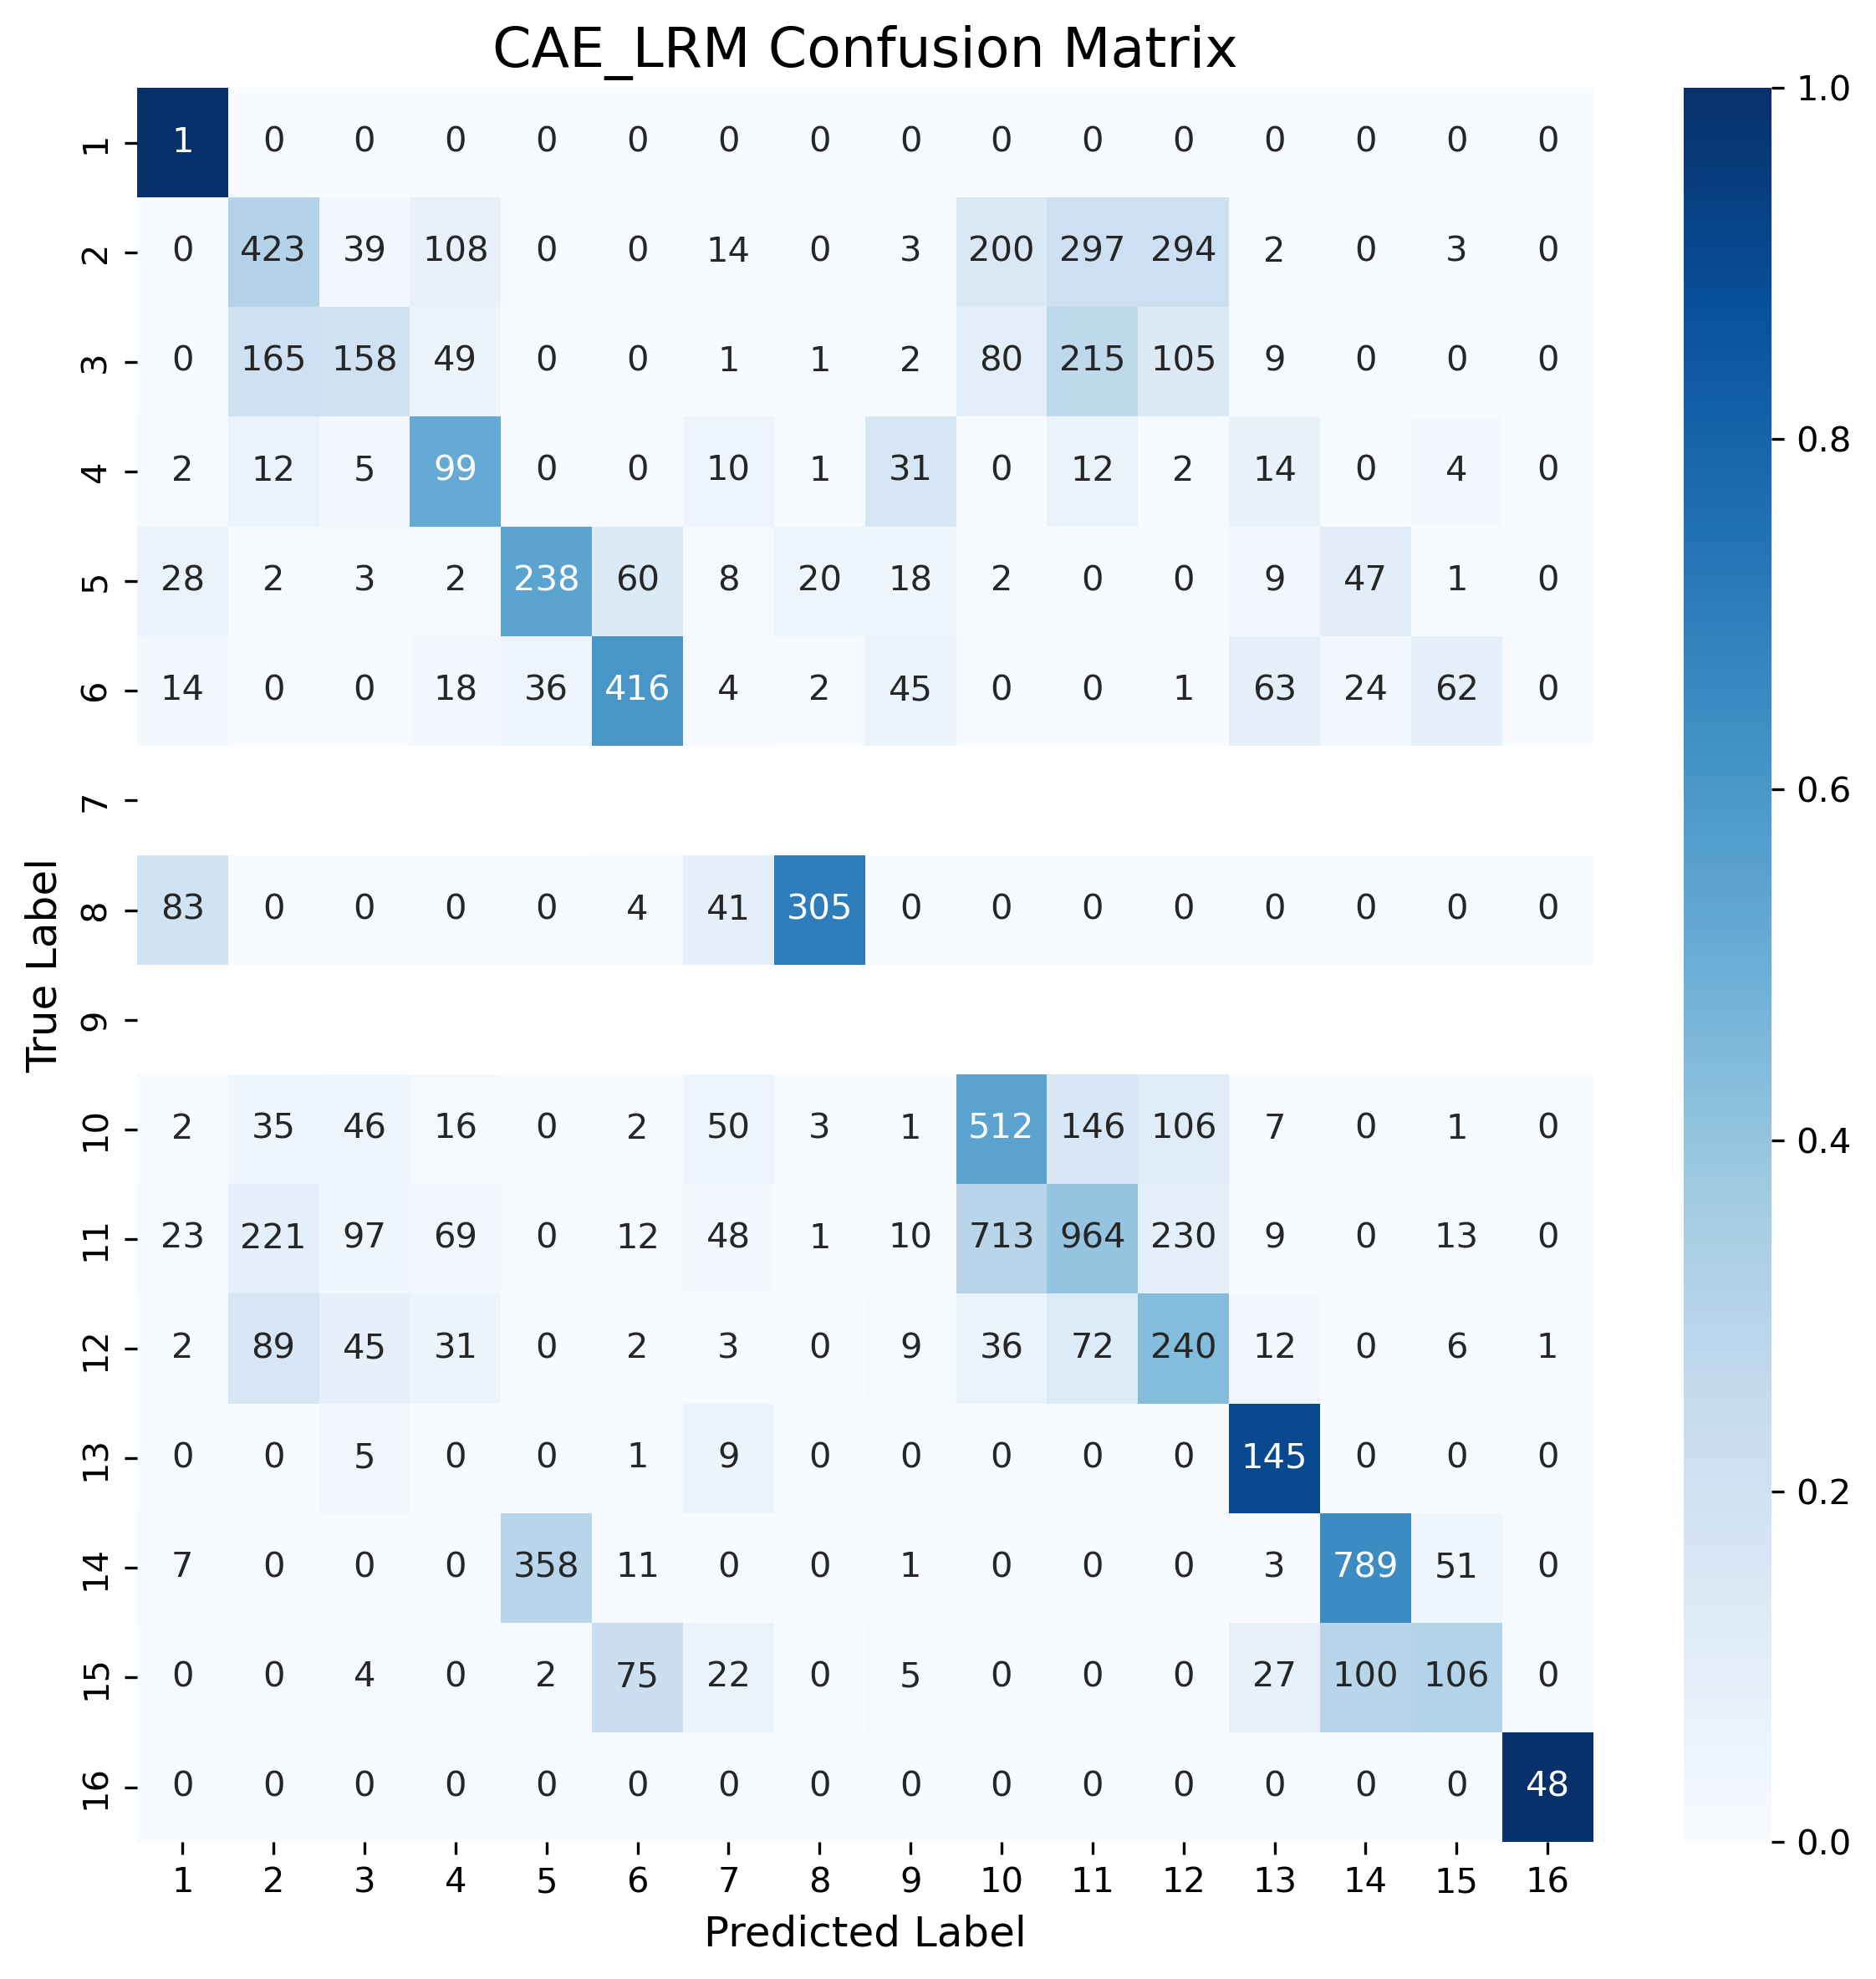 CAE_LRM Confusion Matrix
1 1 0 0 0 0 0 0 0 0 0 0 0 0 0 0 0
2 0 423 39 108 0 0 14 0 3 200 297 294 2 0 3 0
3 0 165 158 49 0 0 1 1 2 80 215 105 9 0 0 0
4 2 12 5 99 0 0 10 1 31 0 12 2 14 0 4 0
5 28 2 3 2 238 60 8 20 18 2 0 0 9 47 1 0
6 14 0 0 18 36 416 4 2 45 0 0 1 63 24 62 0
7
8 83 0 0 0 0 4 41 305 0 0 0 0 0 0 0 0
9
10 2 35 46 16 0 2 50 3 1 512 146 106 7 0 1 0
11 23 221 97 69 0 12 48 1 10 713 964 230 9 0 13 0
12 2 89 45 31 0 2 3 0 9 36 72 240 12 0 6 1
13 0 0 5 0 0 1 9 0 0 0 0 0 145 0 0 0
14 7 0 0 0 358 11 0 0 1 0 0 0 3 789 51 0
15 0 0 4 0 2 75 22 0 5 0 0 0 27 100 106 0
16 0 0 0 0 0 0 0 0 0 0 0 0 0 0 0 48
1 2 3 4 5 6 7 8 9 10 11 12 13 14 15 16
Predicted Label
True Label
1.0
0.8
0.6
0.4
0.2
0.0